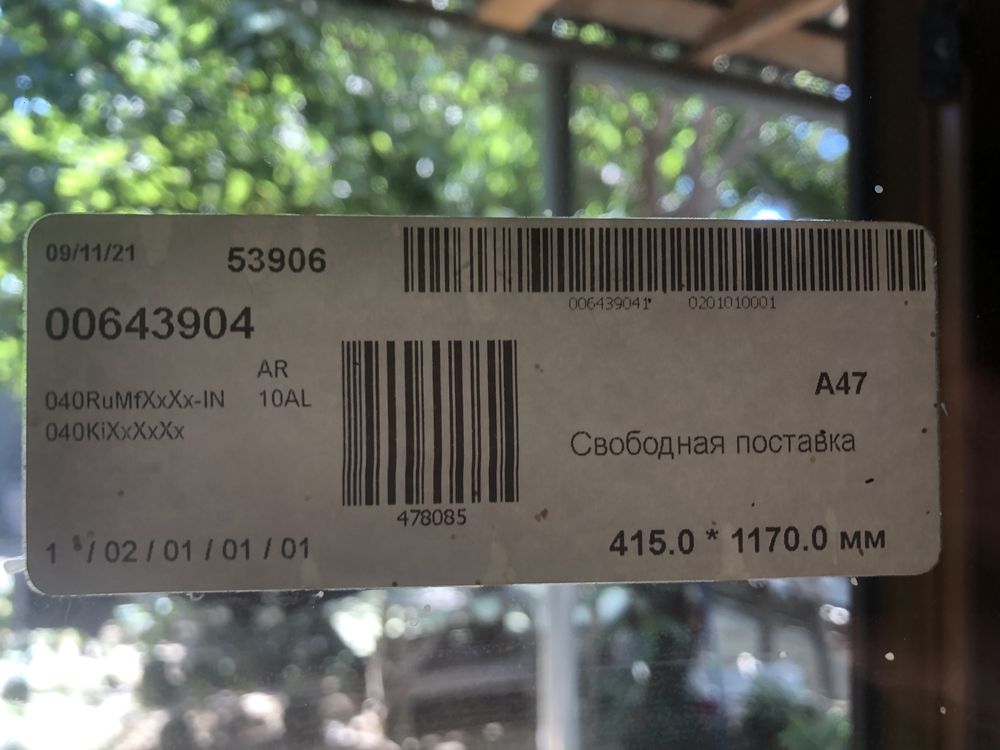 09/11/21 53906
006439041 0201010001
00643904
AR
040RuMfXxXx-IN 10AL
040KiXxXxXx
A47
Свободная поставка
478085
1 / 02 / 01 / 01 / 01
415.0 * 1170.0 мм